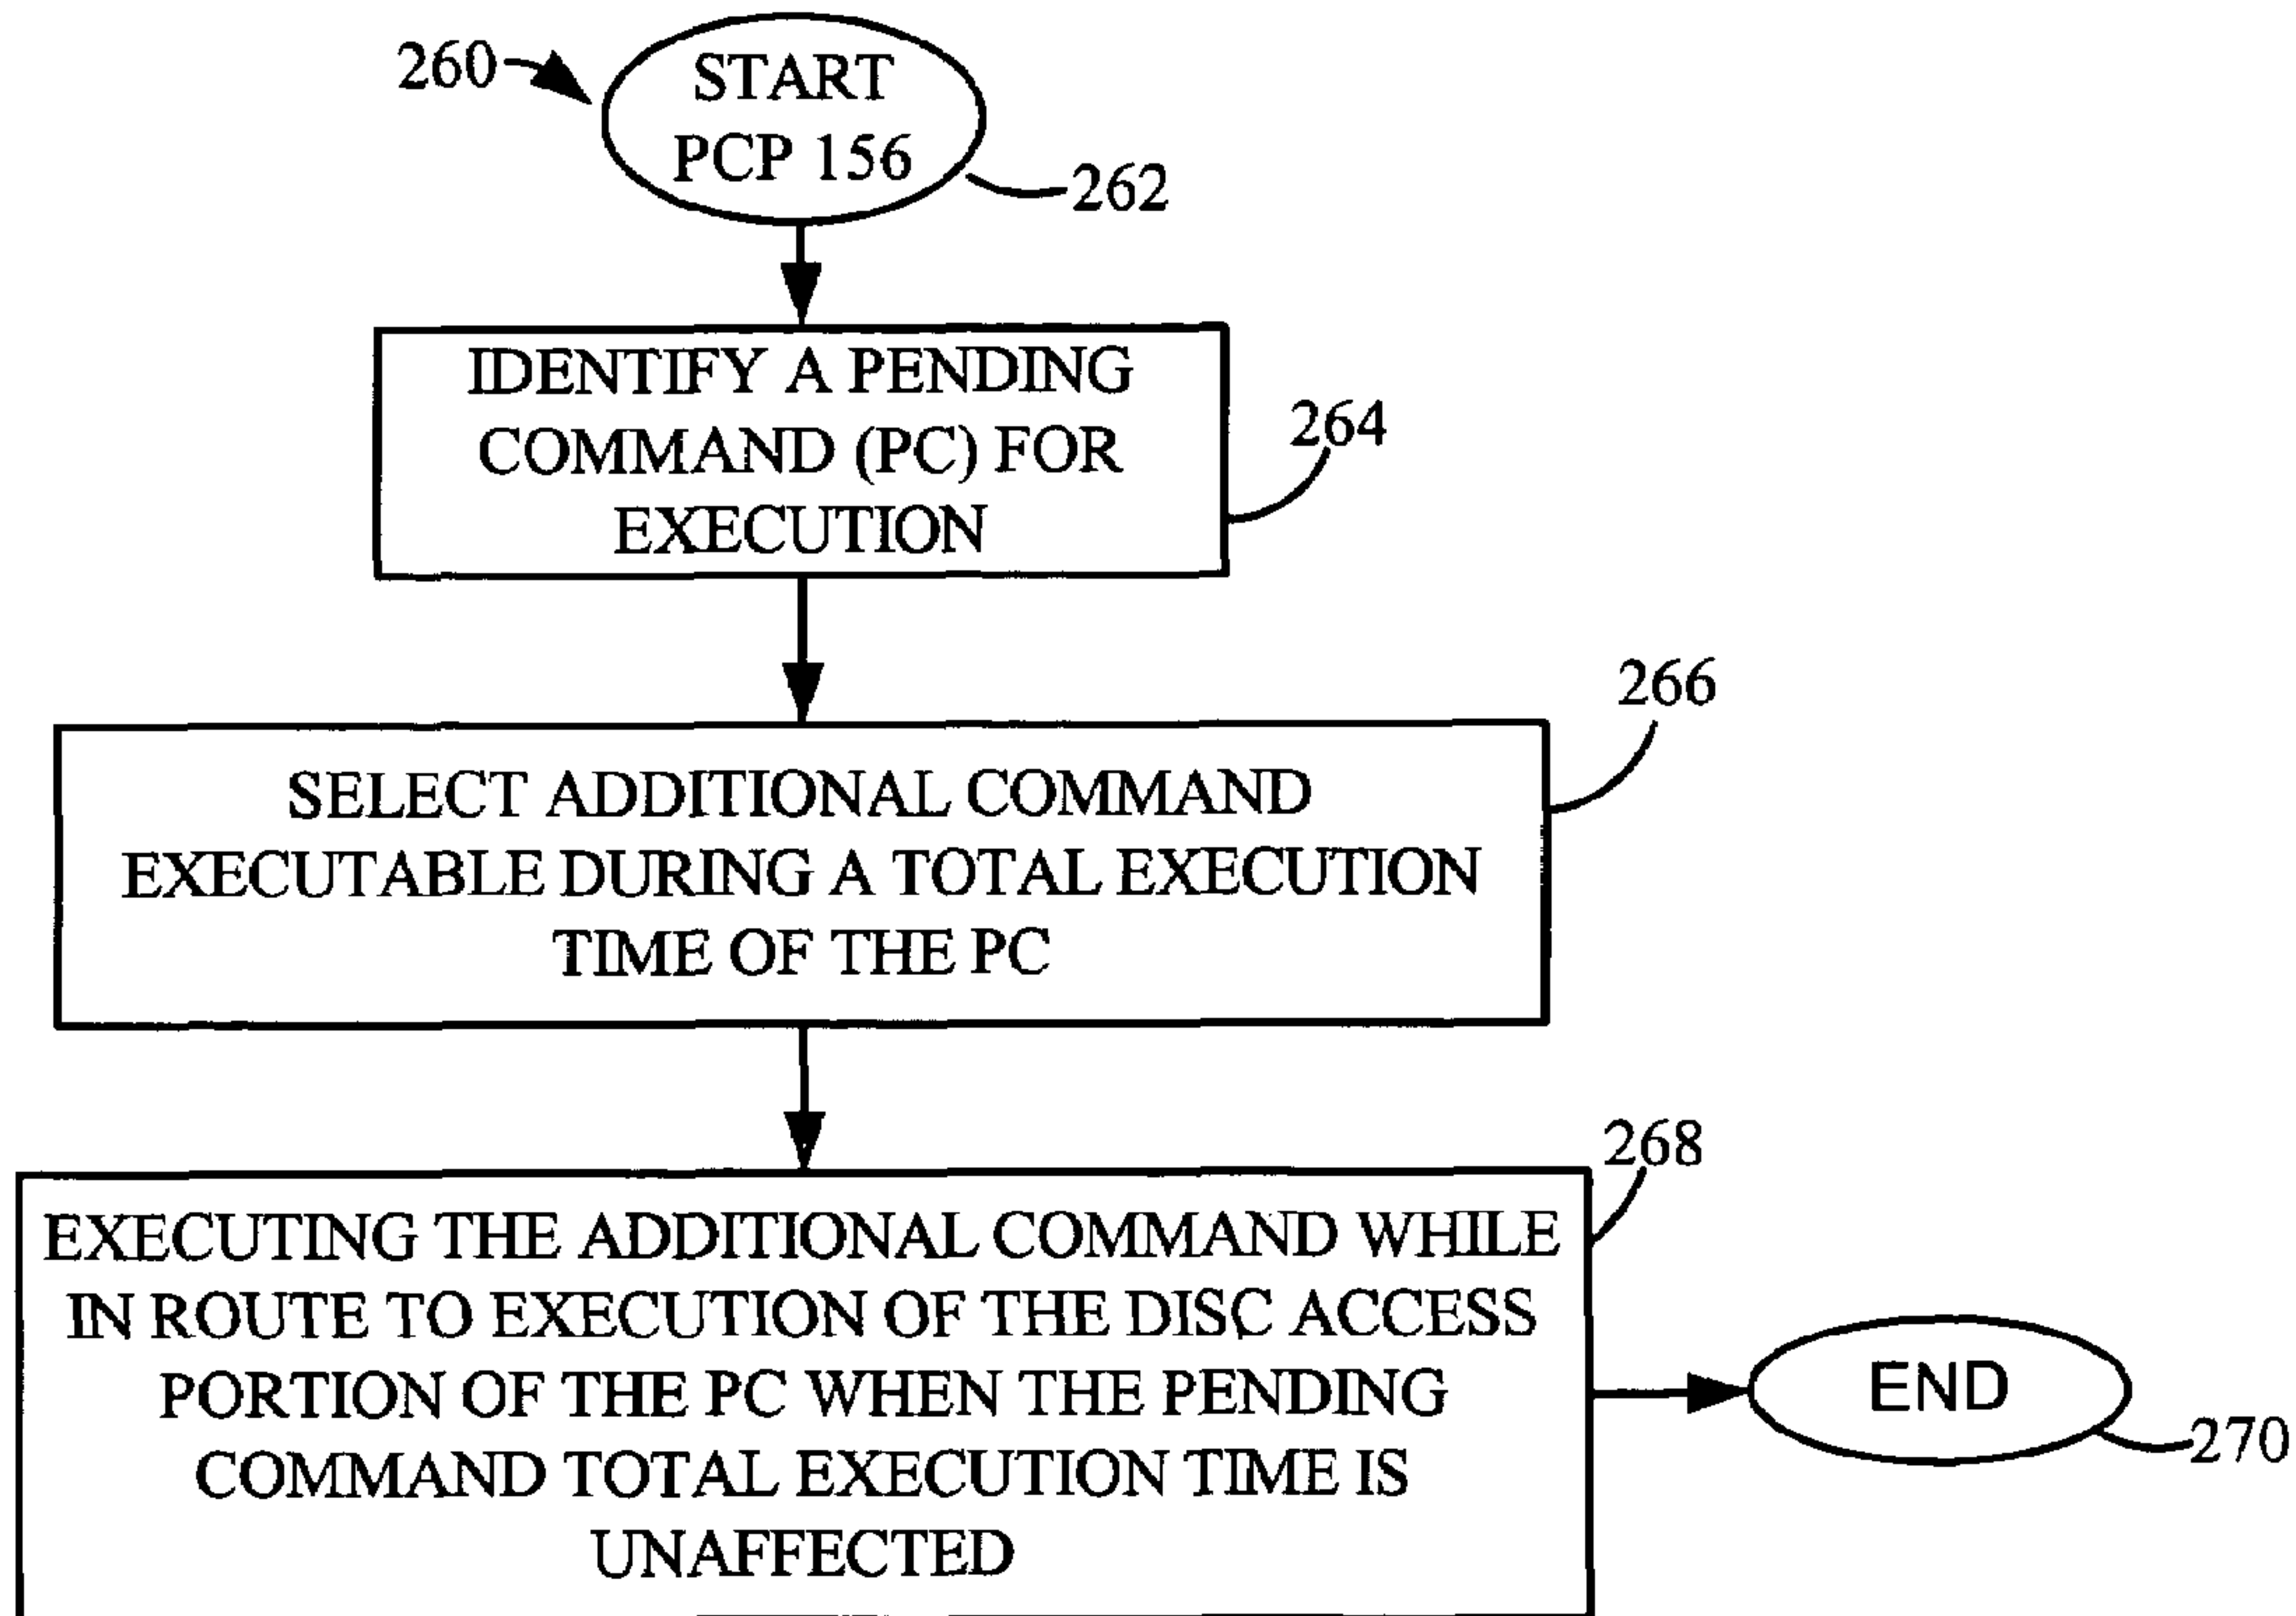 260
START
PCP 156
262
IDENTIFY A PENDING
COMMAND (PC) FOR
EXECUTION
264
266
SELECT ADDITIONAL COMMAND
EXECUTABLE DURING A TOTAL EXECUTION
TIME OF THE PC
268
EXECUTING THE ADDITIONAL COMMAND WHILE
IN ROUTE TO EXECUTION OF THE DISC ACCESS
PORTION OF THE PC WHEN THE PENDING
COMMAND TOTAL EXECUTION TIME IS
UNAFFECTED
END
270